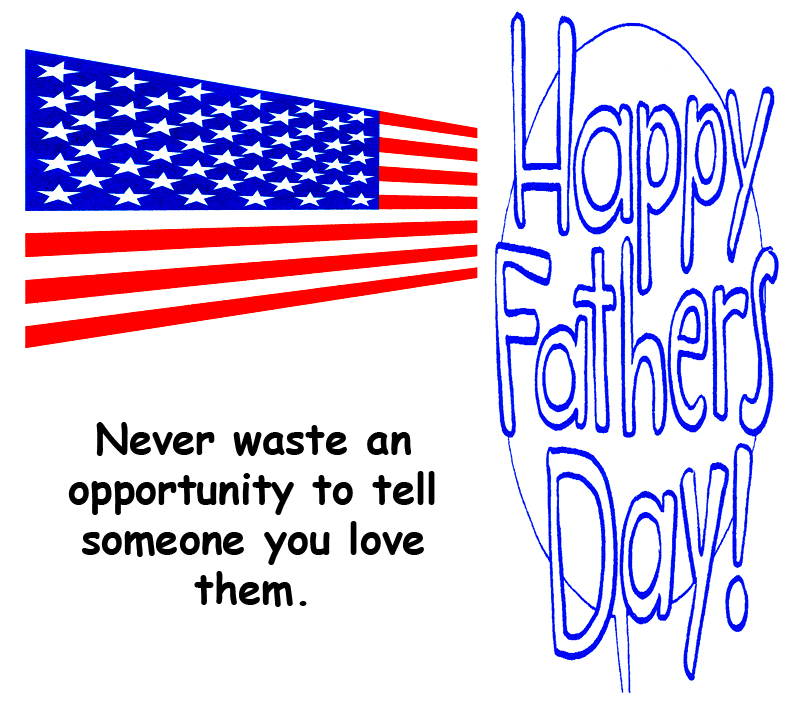 Happy
Fathers
Day!
Never waste an
opportunity to tell
someone you love
them.